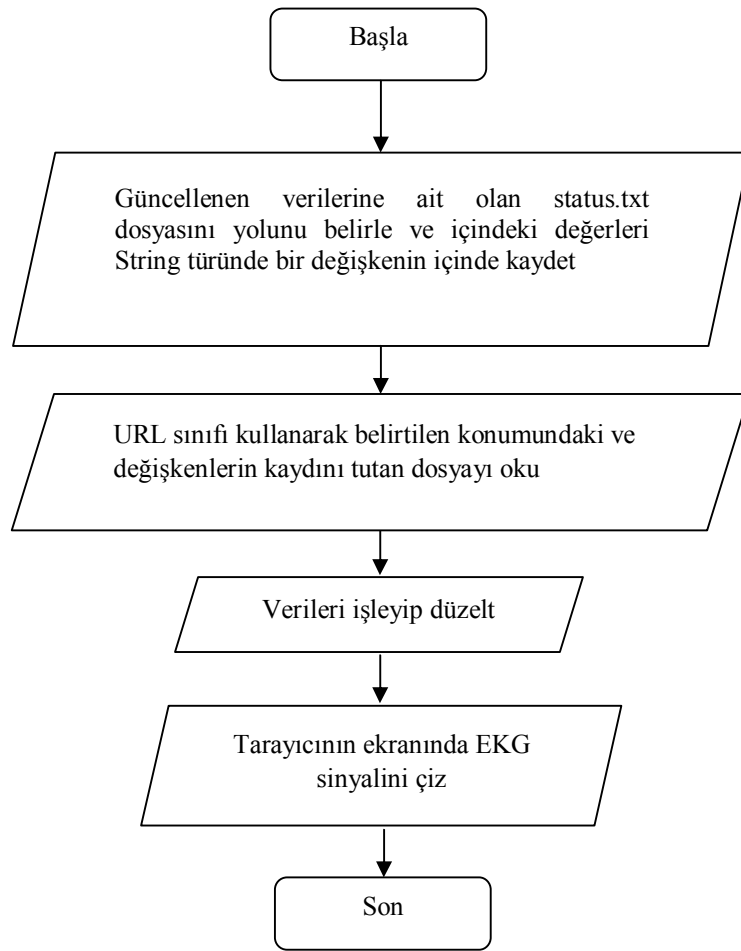 Başla
Güncellenen verilerine ait olan status.txt
dosyasını yolunu belirle ve içindeki değerleri
String türünde bir değişkenin içinde kaydet
URL sınıfı kullanarak belirtilen konumundaki ve
değişkenlerin kaydını tutan dosyayı oku
Verileri işleyip düzelt
Tarayıcının ekranında EKG
sinyalini çiz
Son